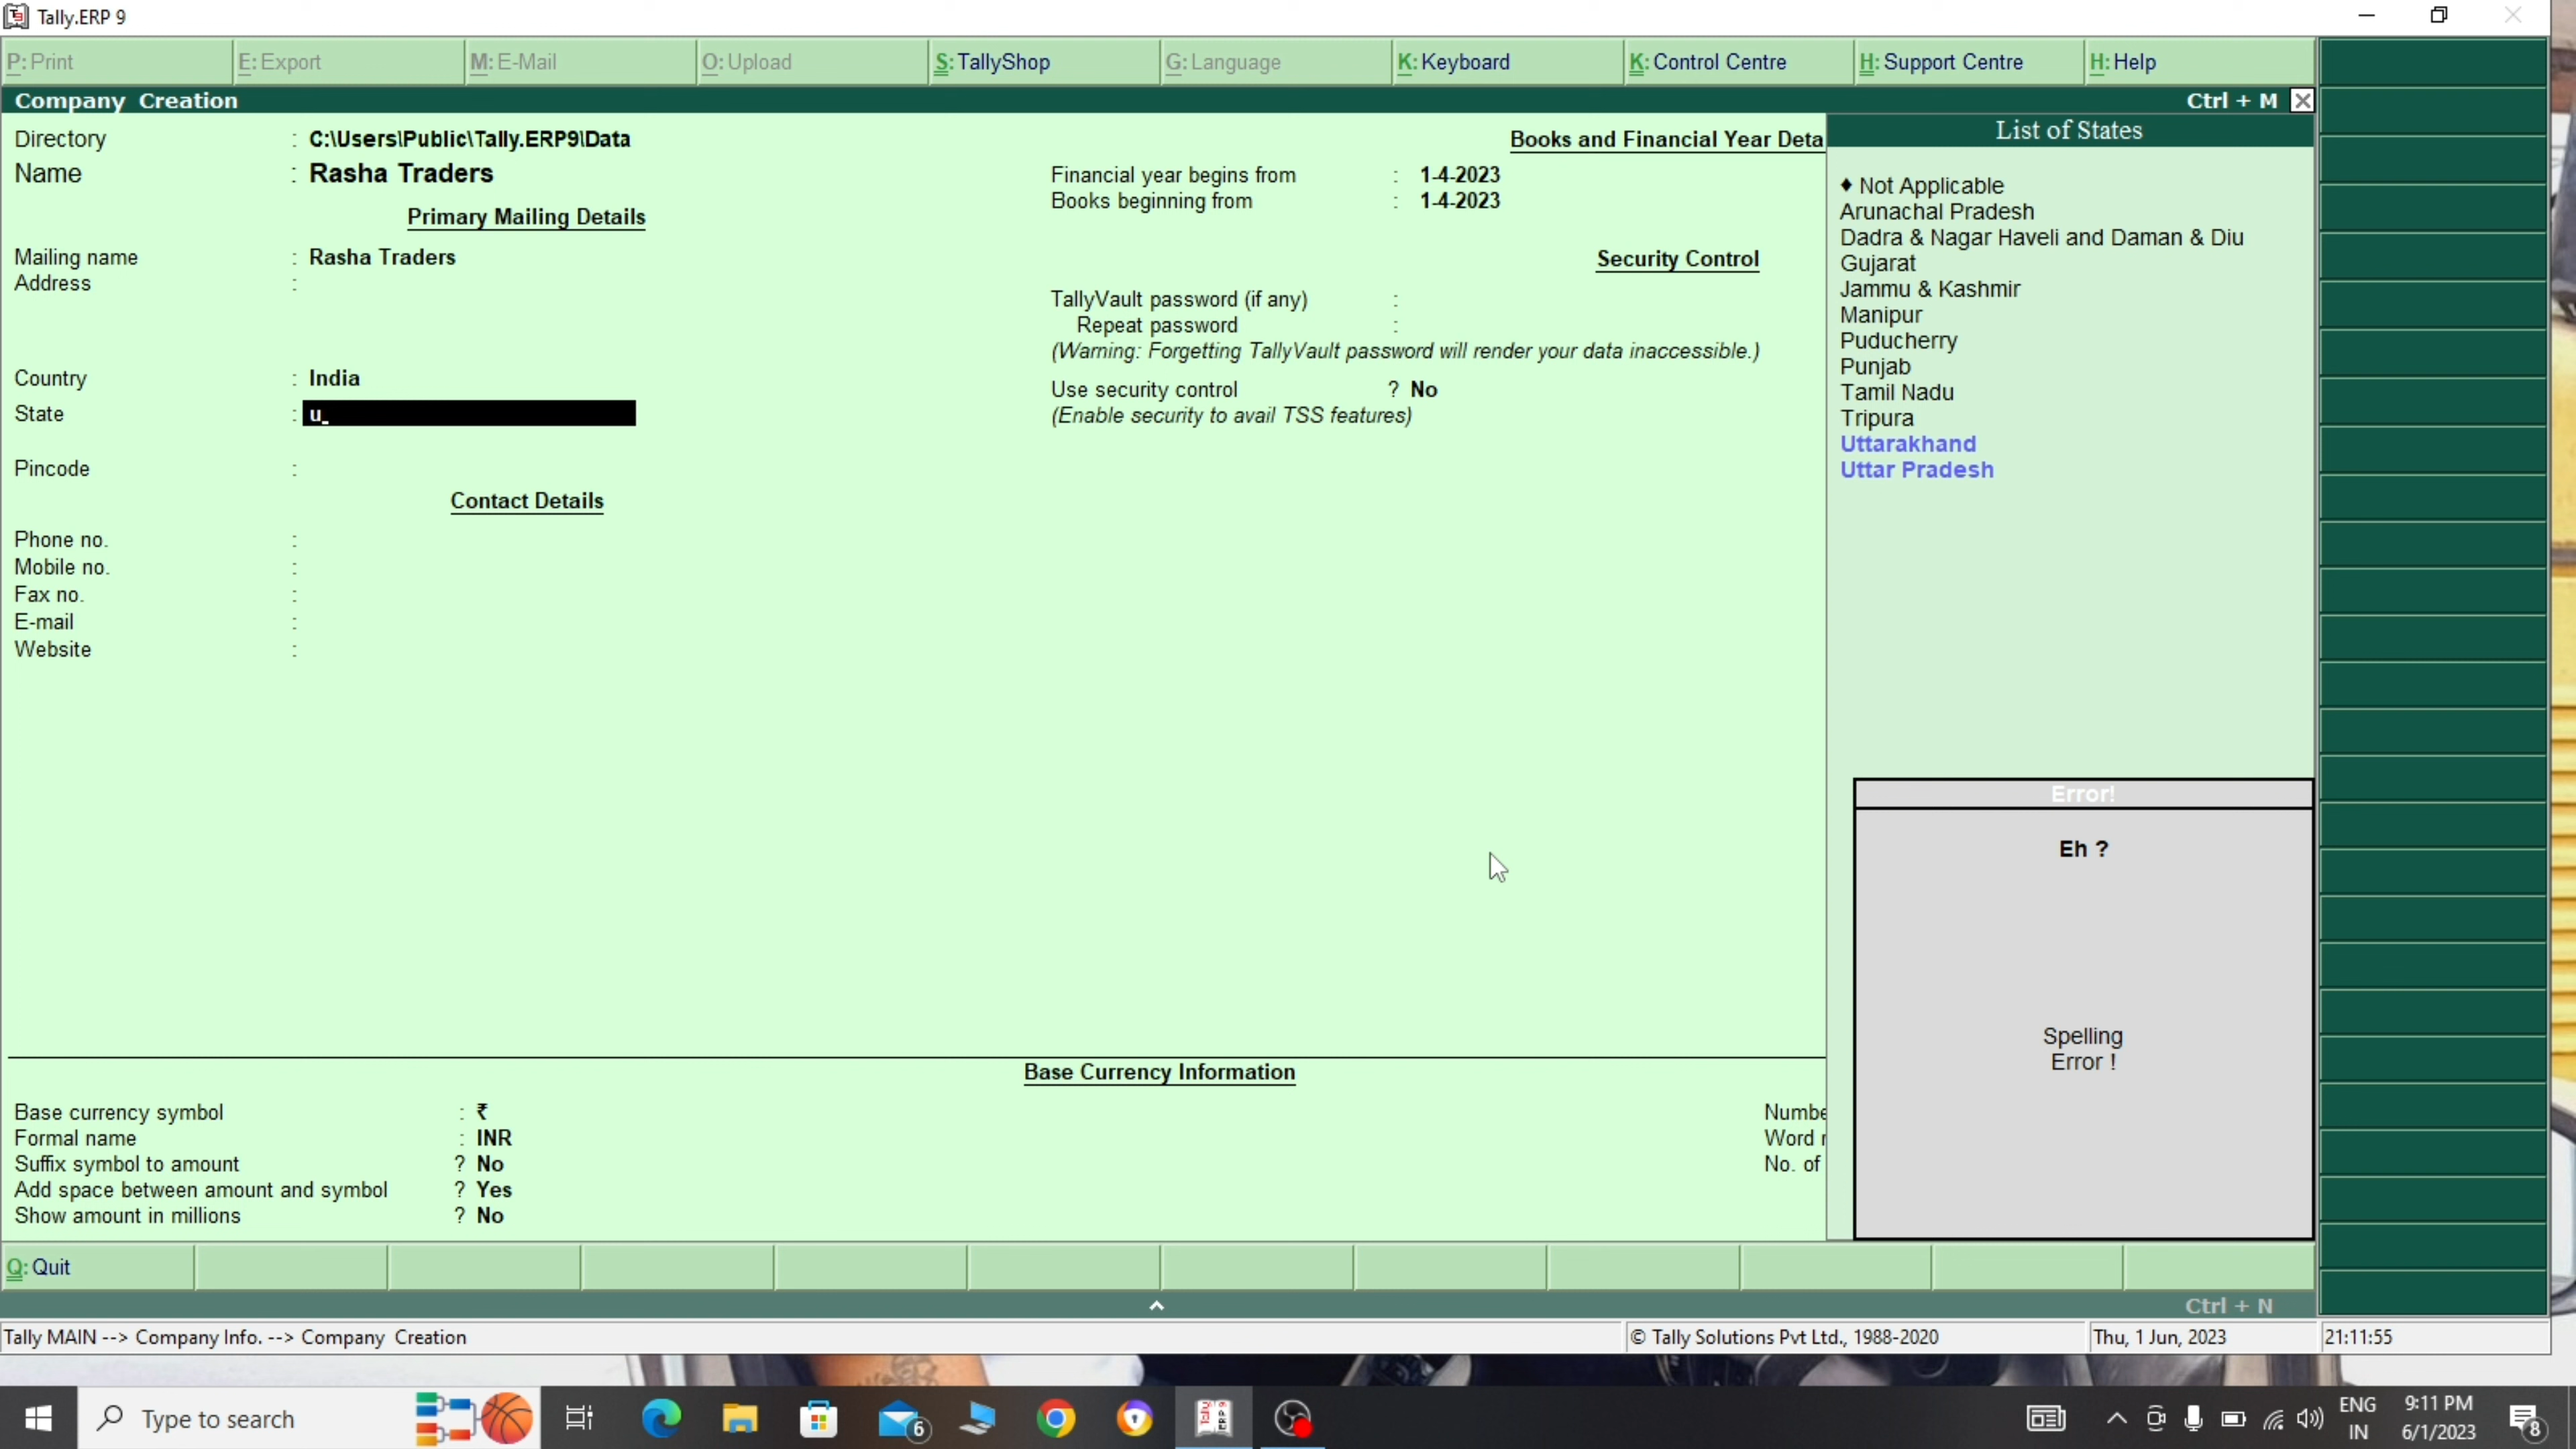 Tally.ERP 9
P: Print
E: Export
M: E-Mail
O: Upload
S: TallyShop
G: Language
K: Keyboard
K: Control Centre
H: Support Centre
H: Help
Company Creation
Ctrl + M
Directory : C:\Users\Public\Tally.ERP9\Data
Name : Rasha Traders
Primary Mailing Details
Mailing name : Rasha Traders
Address :
Country : India
State : u
Pincode :
Contact Details
Phone no. :
Mobile no. :
Fax no. :
E-mail :
Website :
Books and Financial Year Deta
Financial year begins from : 1-4-2023
Books beginning from : 1-4-2023
Security Control
TallyVault password (if any) :
Repeat password :
(Warning: Forgetting TallyVault password will render your data inaccessible.)
Use security control ? No
(Enable security to avail TSS features)
List of States
♦ Not Applicable
Arunachal Pradesh
Dadra & Nagar Haveli and Daman & Diu
Gujarat
Jammu & Kashmir
Manipur
Puducherry
Punjab
Tamil Nadu
Tripura
Uttarakhand
Uttar Pradesh
Error!
Eh ?
Spelling
Error !
Base Currency Information
Base currency symbol : ₹
Formal name : INR
Suffix symbol to amount ? No
Add space between amount and symbol ? Yes
Show amount in millions ? No
Numbe
Word r
No. of
Q: Quit
Ctrl + N
Tally MAIN --> Company Info. --> Company Creation
© Tally Solutions Pvt Ltd., 1988-2020
Thu, 1 Jun, 2023
21:11:55
Type to search
6
Tally
ERP 9
ENG
IN
9:11 PM
6/1/2023
8